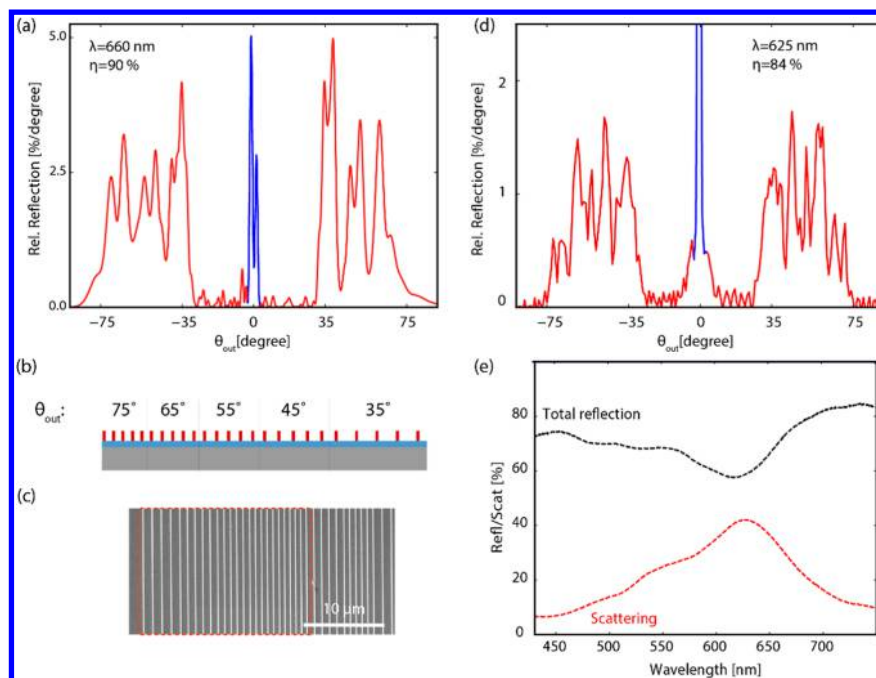 (a)
λ=660 nm
η=90 %
Rel. Reflection [%/degree]
5.0
2.5
0.0
−75
−35
0
35
75
θout[degree]
(d)
λ=625 nm
η=84 %
Rel. Reflection [%/degree]
2
1
0
−75
−35
0
35
75
θout[degree]
(b)
θout:
75°
65°
55°
45°
35°
(c)
10 μm
(e)
Total reflection
Scattering
Refl/Scat [%]
80
60
40
20
0
450
500
550
600
650
700
Wavelength [nm]